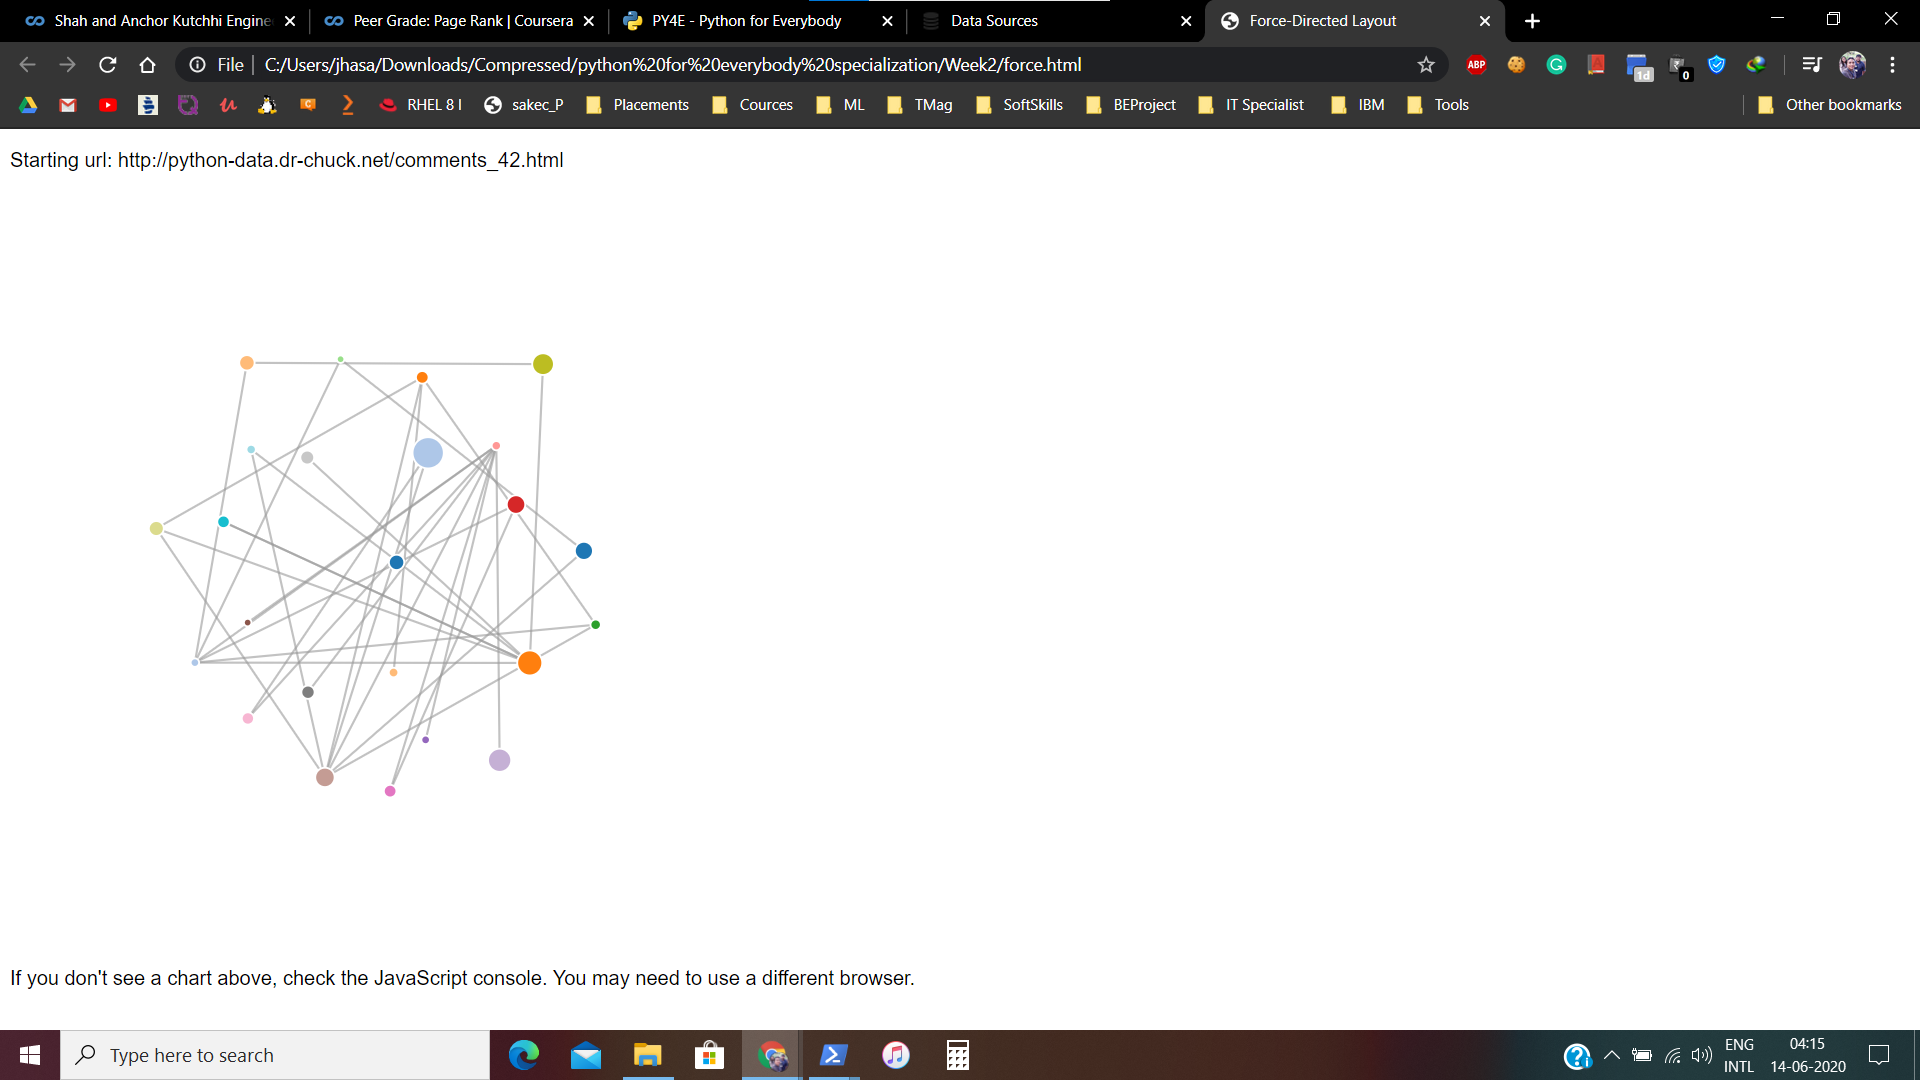 Shah and Anchor Kutchhi Engine
Peer Grade: Page Rank | Coursera
PY4E - Python for Everybody
Data Sources
Force-Directed Layout
File
C:/Users/jhasa/Downloads/Compressed/python%20for%20everybody%20specialization/Week2/force.html
ABP
1d
0
RHEL 8 I
sakec_P
Placements
Cources
ML
TMag
SoftSkills
BEProject
IT Specialist
IBM
Tools
Other bookmarks
Starting url: http://python-data.dr-chuck.net/comments_42.html
If you don't see a chart above, check the JavaScript console. You may need to use a different browser.
Type here to search
ENG
INTL
04:15
14-06-2020